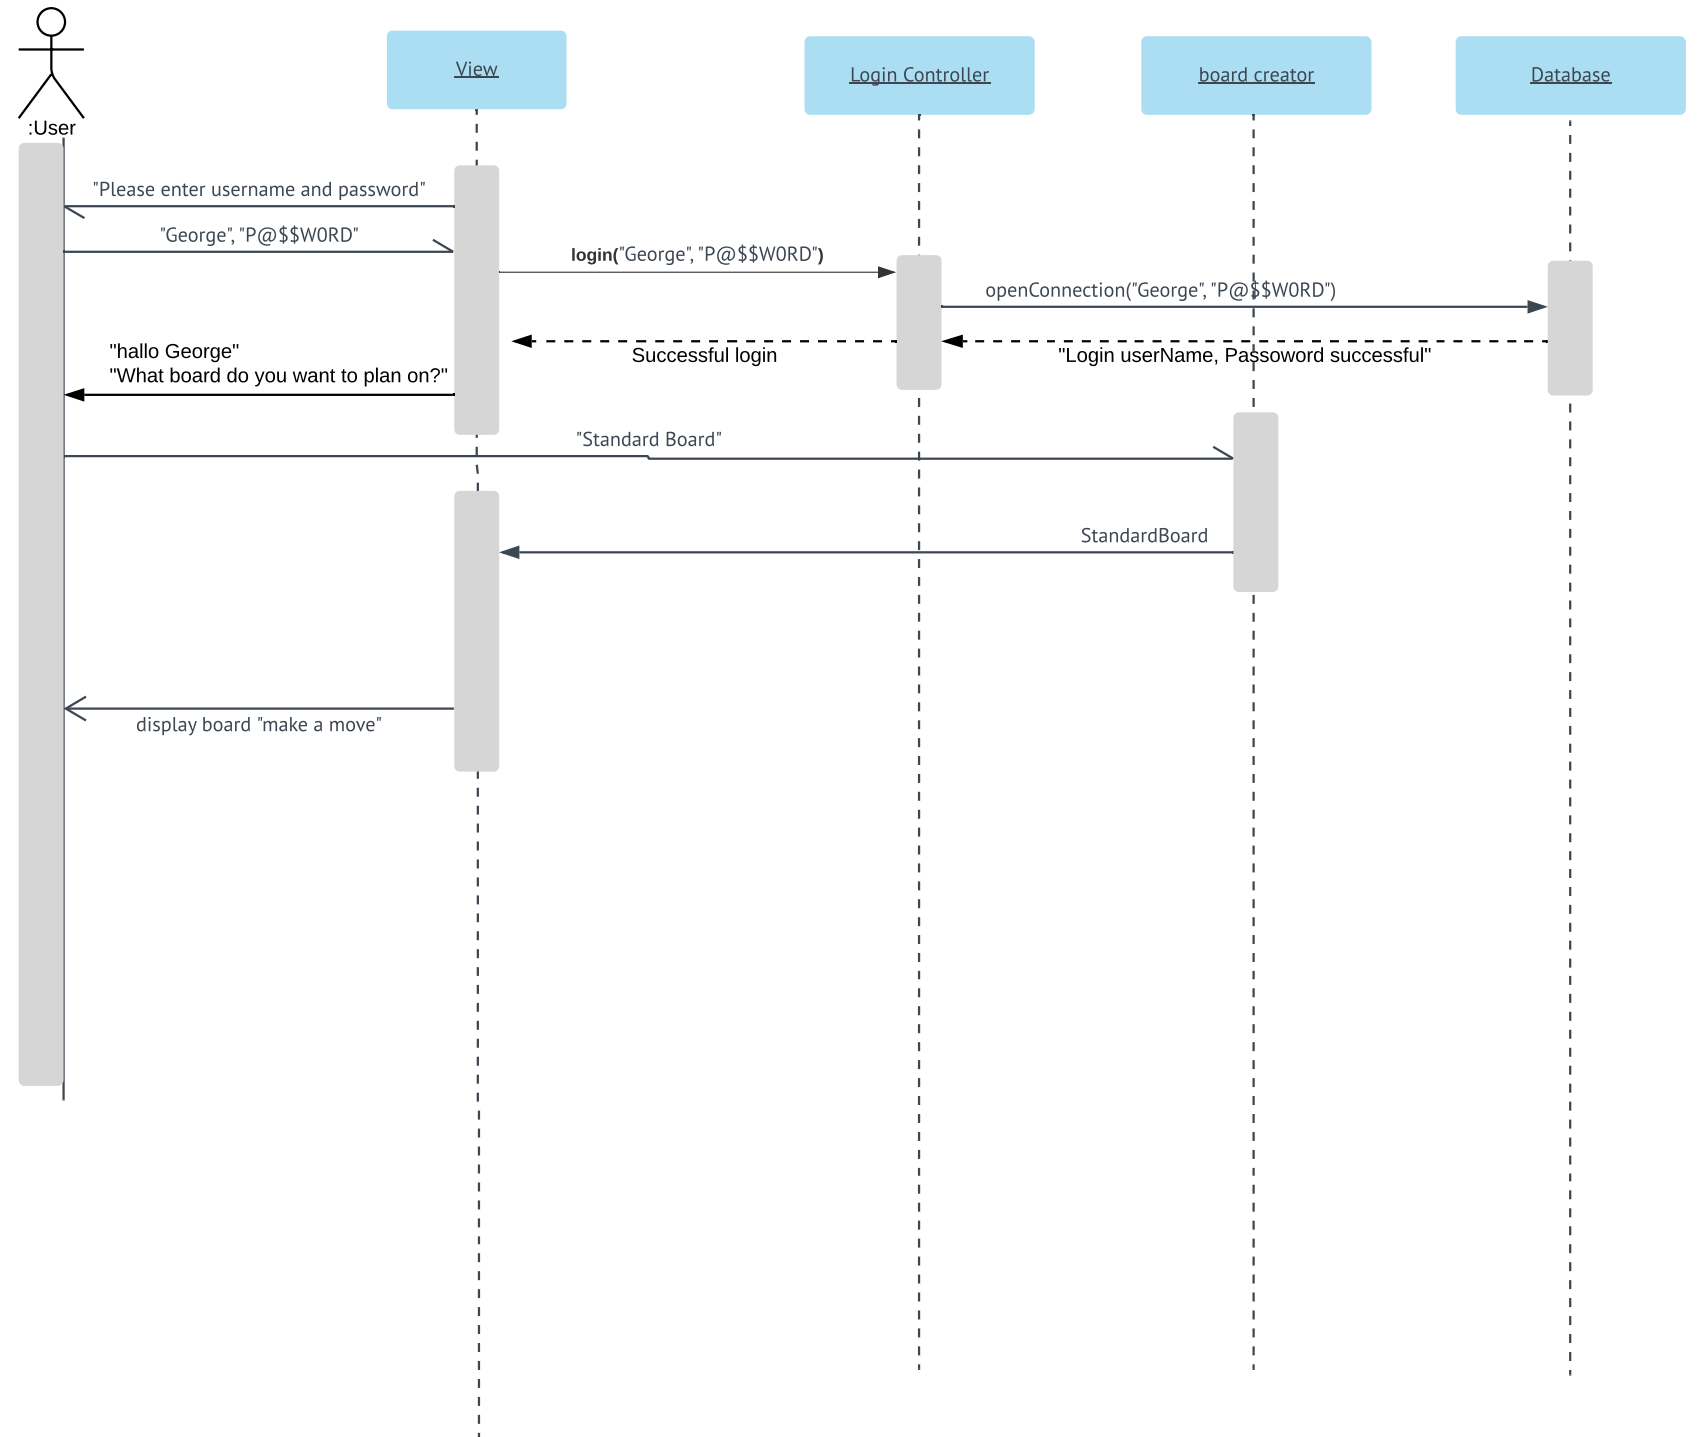 :User
View
Login Controller
board creator
Database
"Please enter username and password"
"George", "P@$$W0RD"
login("George", "P@$$W0RD")
openConnection("George", "P@$$W0RD")
"hallo George"
"What board do you want to plan on?"
Successful login
"Login userName, Passoword successful"
"Standard Board"
StandardBoard
display board "make a move"